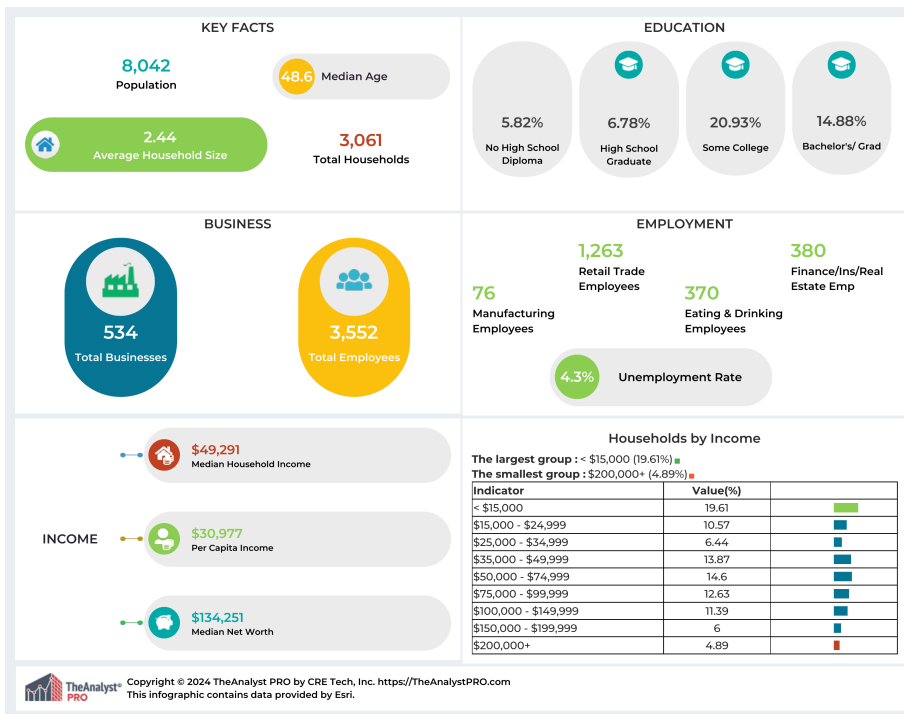 KEY FACTS
8,042
Population
48.6 Median Age
2.44
Average Household Size
3,061
Total Households
EDUCATION
5.82%
No High School
Diploma
6.78%
High School
Graduate
20.93%
Some College
14.88%
Bachelor's/ Grad
BUSINESS
534
Total Businesses
3,552
Total Employees
EMPLOYMENT
76
Manufacturing
Employees
1,263
Retail Trade
Employees
370
Eating & Drinking
Employees
380
Finance/Ins/Real
Estate Emp
4.3% Unemployment Rate
INCOME
$49,291
Median Household Income
$30,977
Per Capita Income
$134,251
Median Net Worth
Households by Income
The largest group : < $15,000 (19.61%)
The smallest group : $200,000+ (4.89%)
Indicator Value(%)
< $15,000 19.61
$15,000 - $24,999 10.57
$25,000 - $34,999 6.44
$35,000 - $49,999 13.87
$50,000 - $74,999 14.6
$75,000 - $99,999 12.63
$100,000 - $149,999 11.39
$150,000 - $199,999 6
$200,000+ 4.89
TheAnalyst®
PRO
Copyright © 2024 TheAnalyst PRO by CRE Tech, Inc. https://TheAnalystPRO.com
This infographic contains data provided by Esri.